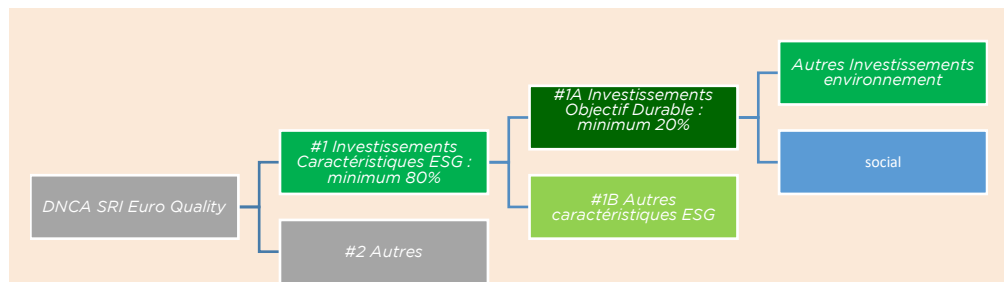 DNCA SRI Euro Quality
#1 Investissements
Caractéristiques ESG :
minimum 80%
#2 Autres
#1A Investissements
Objectif Durable :
minimum 20%
#1B Autres
caractéristiques ESG
Autres Investissements
environnement
social